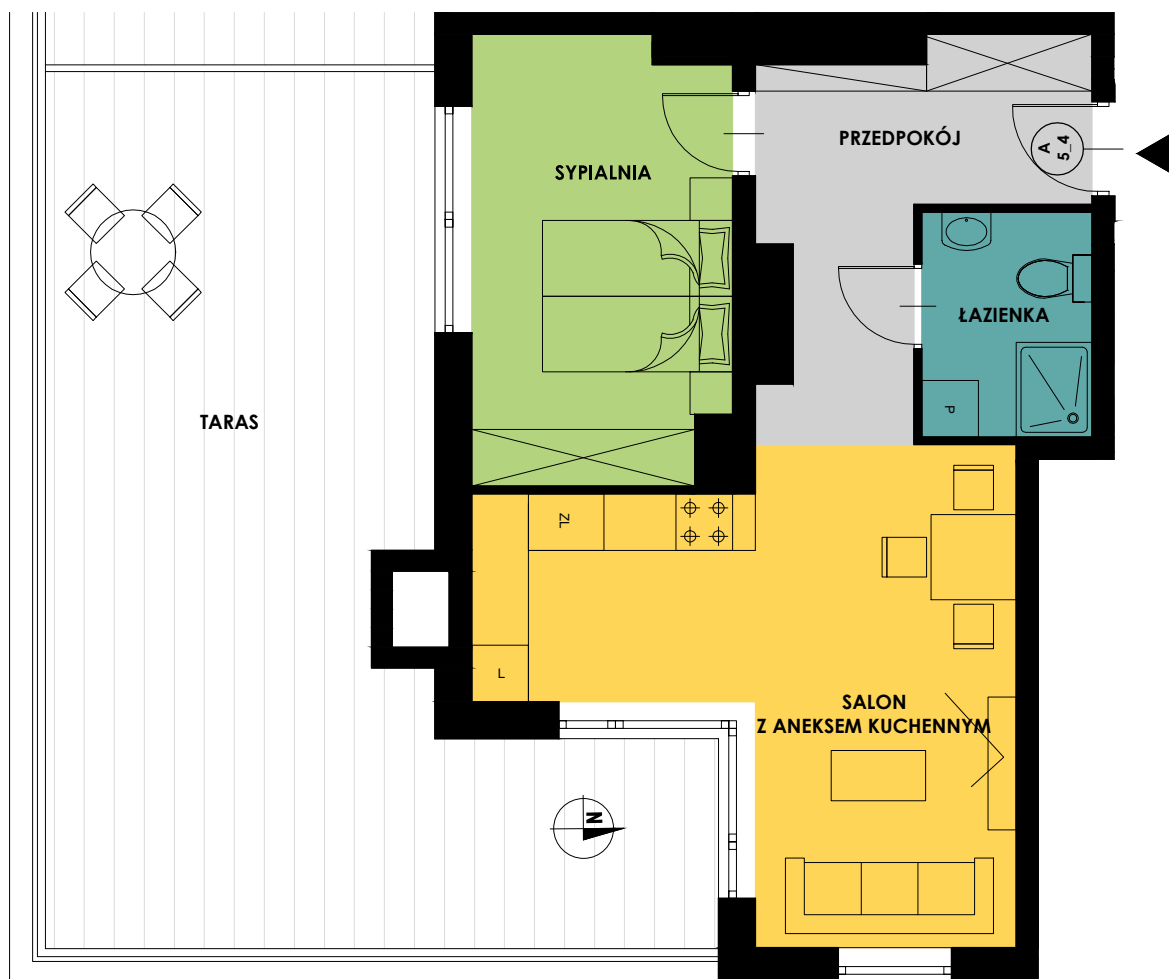 PRZEDPOKÓJ
A
5_4
SYPIALNIA
ŁAZIENKA
P
TARAS
ZL
L
SALON
Z ANEKSEM KUCHENNYM
N